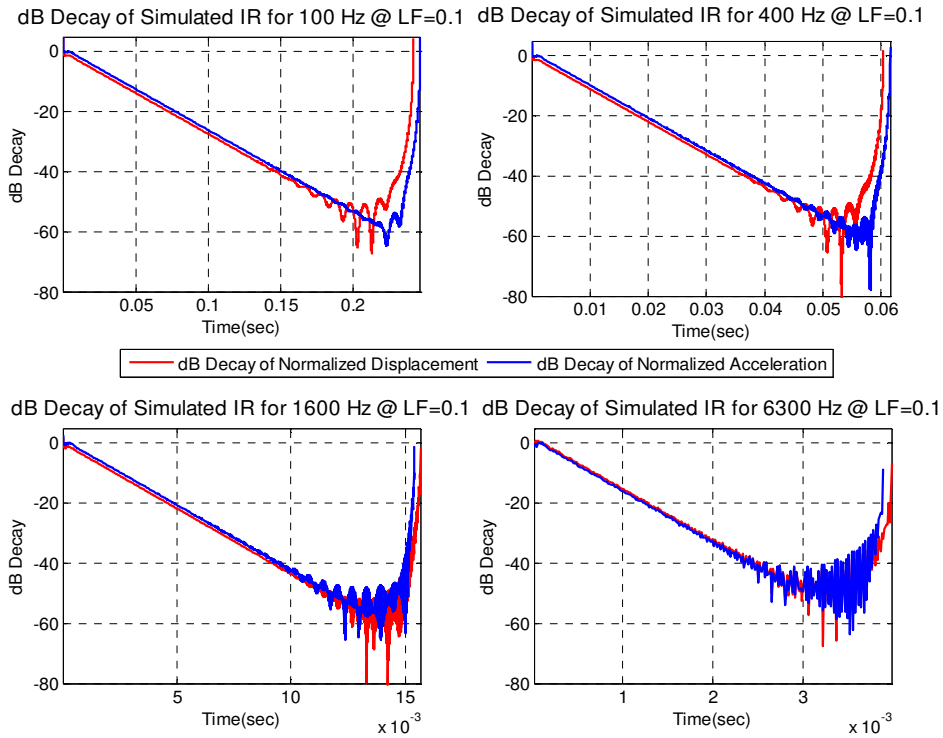 dB Decay of Simulated IR for 100 Hz @ LF=0.1
dB Decay
0
-20
-40
-60
-80
0.05
0.1
0.15
0.2
Time(sec)
dB Decay of Simulated IR for 400 Hz @ LF=0.1
dB Decay
0
-20
-40
-60
-80
0.01
0.02
0.03
0.04
0.05
0.06
Time(sec)
dB Decay of Normalized Displacement
dB Decay of Normalized Acceleration
dB Decay of Simulated IR for 1600 Hz @ LF=0.1
dB Decay
0
-20
-40
-60
-80
5
10
15
Time(sec)
x 10⁻³
dB Decay of Simulated IR for 6300 Hz @ LF=0.1
dB Decay
0
-20
-40
-60
-80
1
2
3
Time(sec)
x 10⁻³